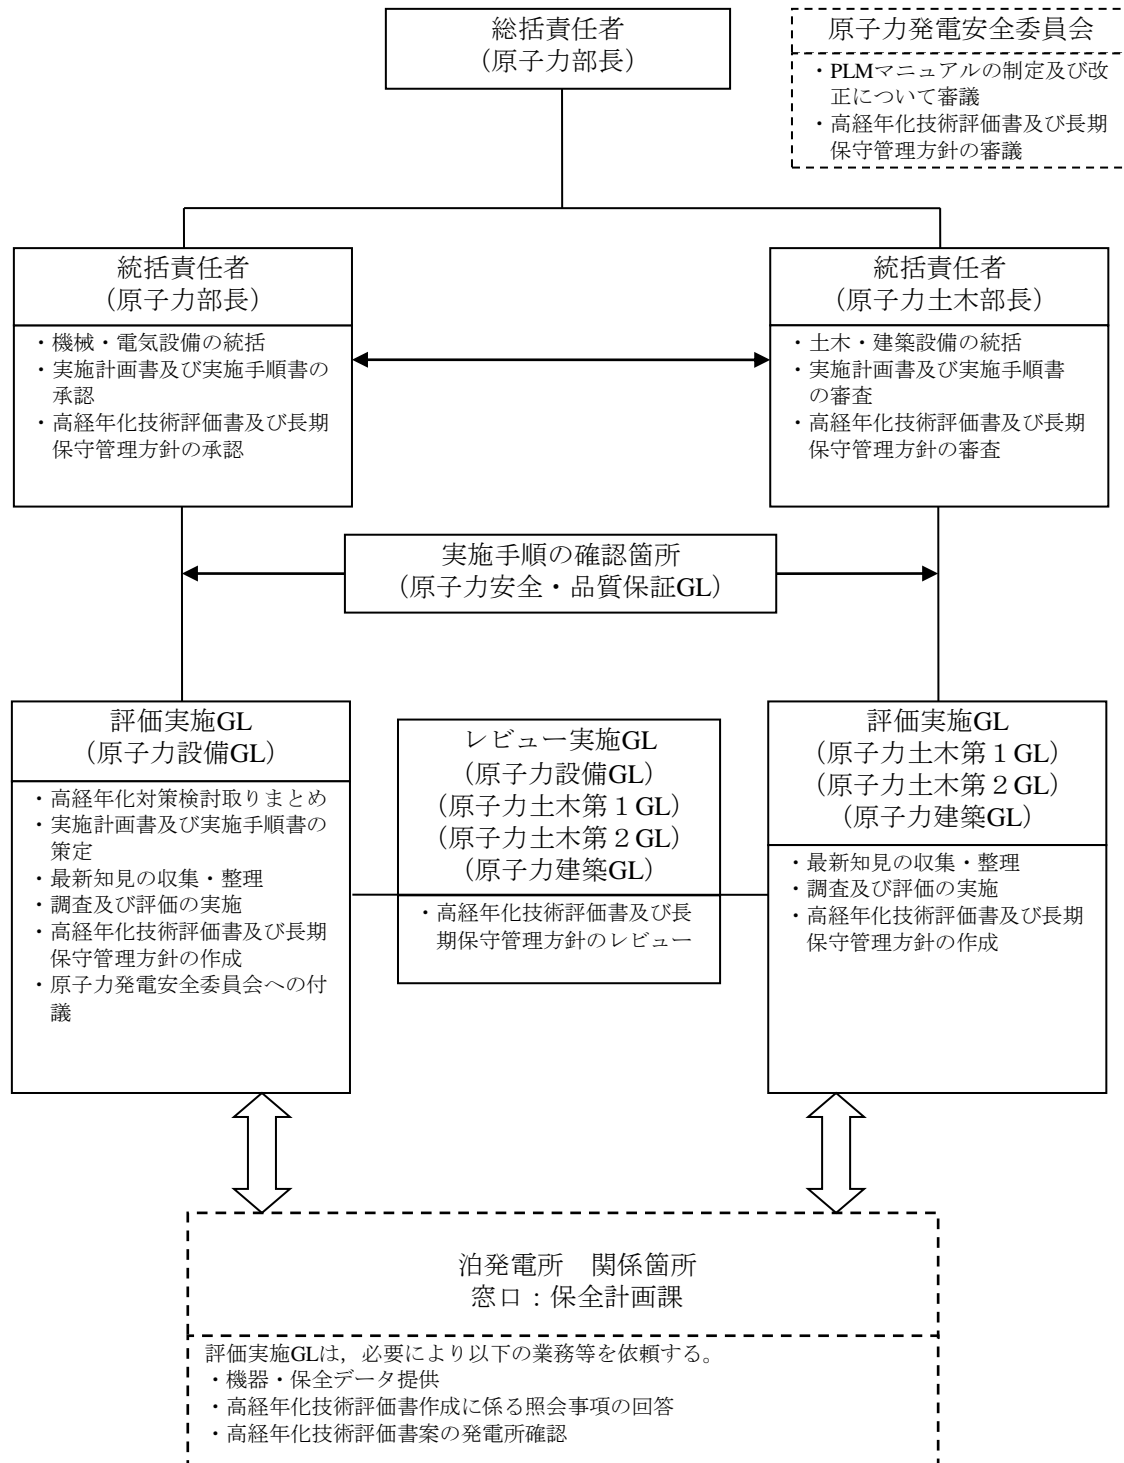 総括責任者
（原子力部長）
原子力発電安全委員会
・PLMマニュアルの制定及び改
正について審議
・高経年化技術評価書及び長期
保守管理方針の審議
統括責任者
（原子力部長）
・機械・電気設備の統括
・実施計画書及び実施手順書の
承認
・高経年化技術評価書及び長期
保守管理方針の承認
統括責任者
（原子力土木部長）
・土木・建築設備の統括
・実施計画書及び実施手順書
の審査
・高経年化技術評価書及び長期
保守管理方針の審査
実施手順の確認箇所
（原子力安全・品質保証GL）
評価実施GL
（原子力設備GL）
・高経年化対策検討取りまとめ
・実施計画書及び実施手順書の
策定
・最新知見の収集・整理
・調査及び評価の実施
・高経年化技術評価書及び長期
保守管理方針の作成
・原子力発電安全委員会への付
議
レビュー実施GL
（原子力設備GL）
（原子力土木第１GL）
（原子力土木第２GL）
（原子力建築GL）
・高経年化技術評価書及び長
期保守管理方針のレビュー
評価実施GL
（原子力土木第１GL）
（原子力土木第２GL）
（原子力建築GL）
・最新知見の収集・整理
・調査及び評価の実施
・高経年化技術評価書及び長期
保守管理方針の作成
泊発電所　関係箇所
窓口：保全計画課
評価実施GLは，必要により以下の業務等を依頼する。
・機器・保全データ提供
・高経年化技術評価書作成に係る照会事項の回答
・高経年化技術評価書案の発電所確認